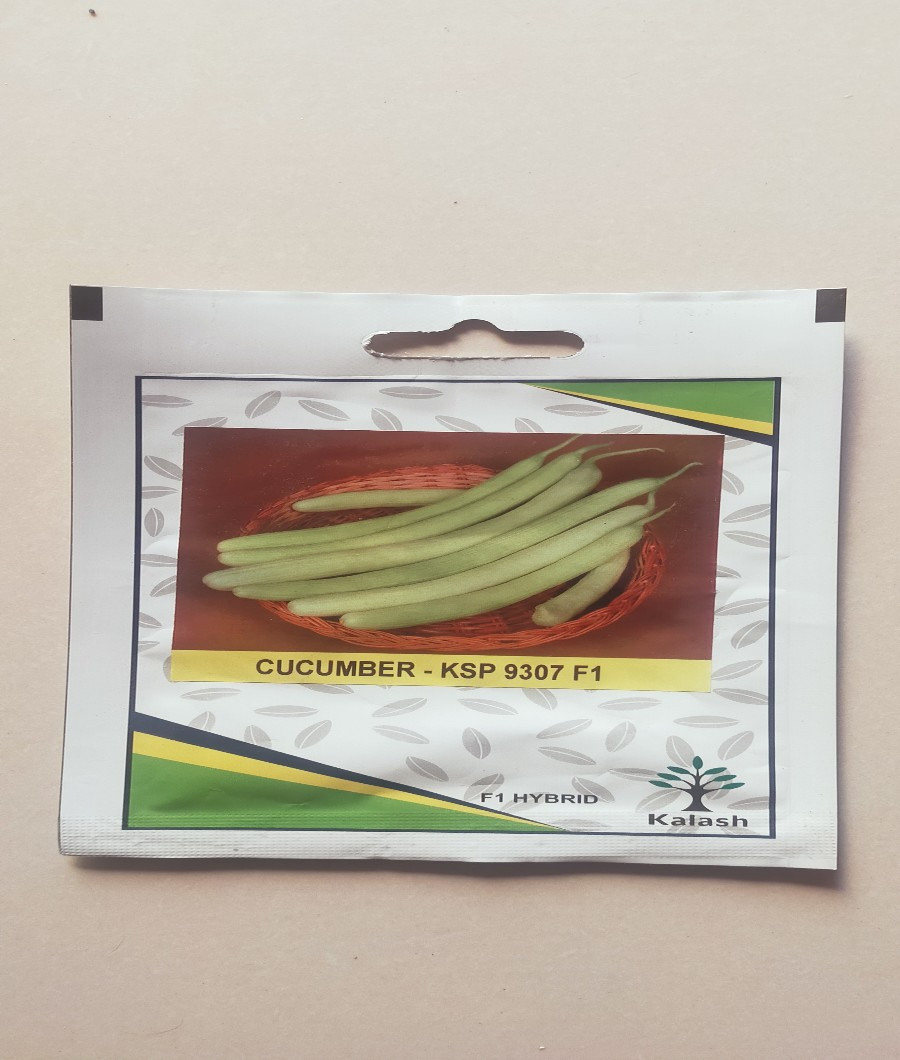 CUCUMBER - KSP 9307 F1
F1 HYBRID
Kalash